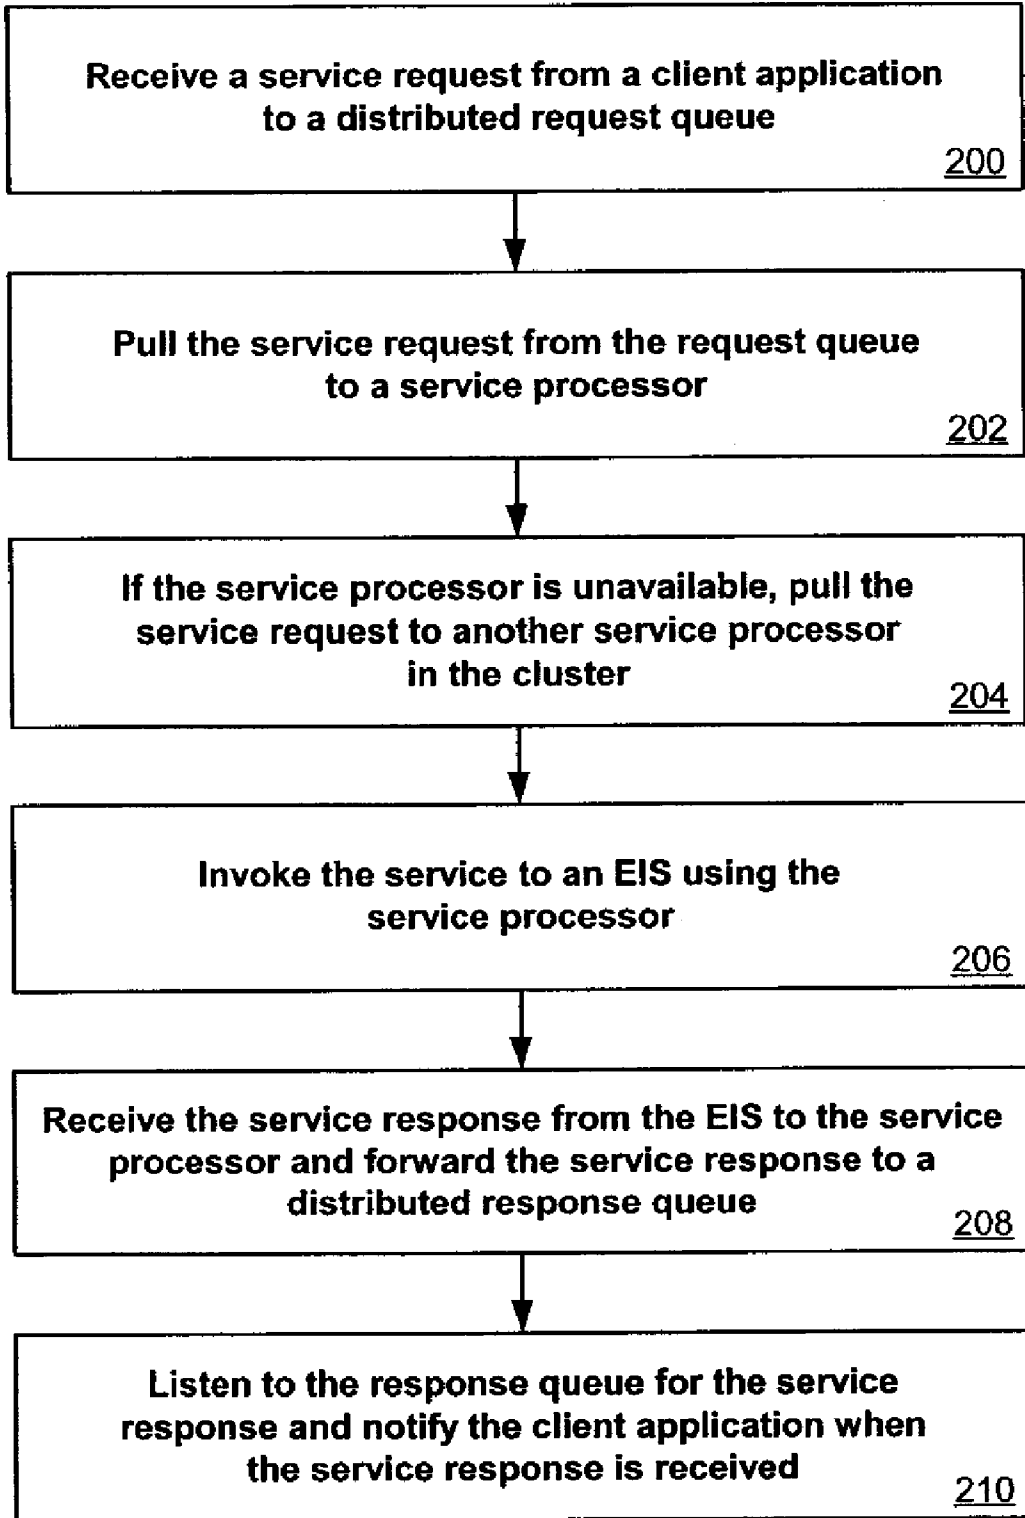 Receive a service request from a client application
to a distributed request queue
200
Pull the service request from the request queue
to a service processor
202
If the service processor is unavailable, pull the
service request to another service processor
in the cluster
204
Invoke the service to an EIS using the
service processor
206
Receive the service response from the EIS to the service
processor and forward the service response to a
distributed response queue
208
Listen to the response queue for the service
response and notify the client application when
the service response is received
210